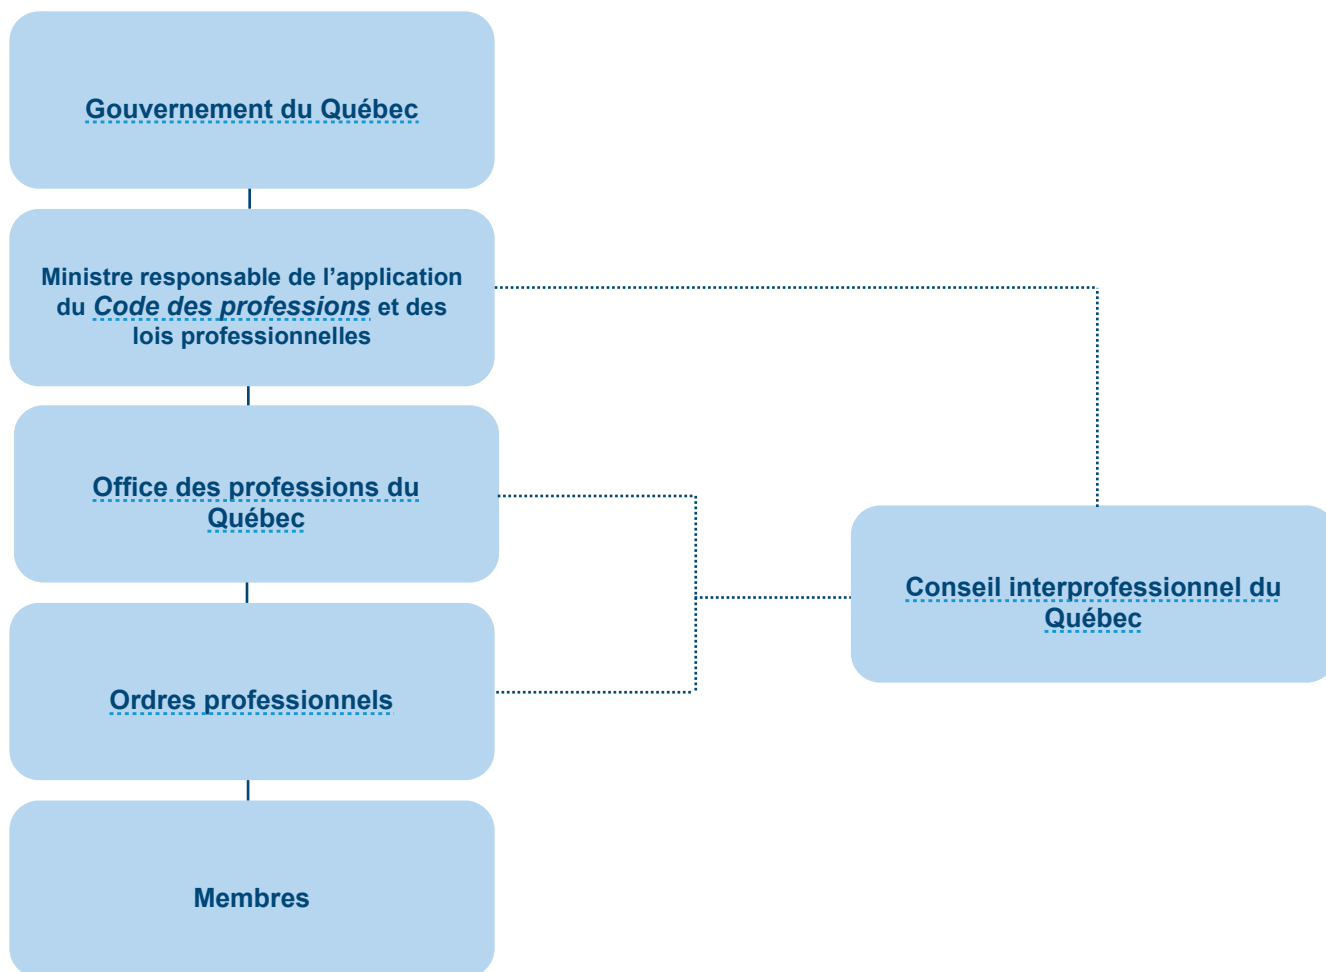 Gouvernement du Québec
Ministre responsable de l’application
du Code des professions et des
lois professionnelles
Office des professions du
Québec
Conseil interprofessionnel du
Québec
Ordres professionnels
Membres